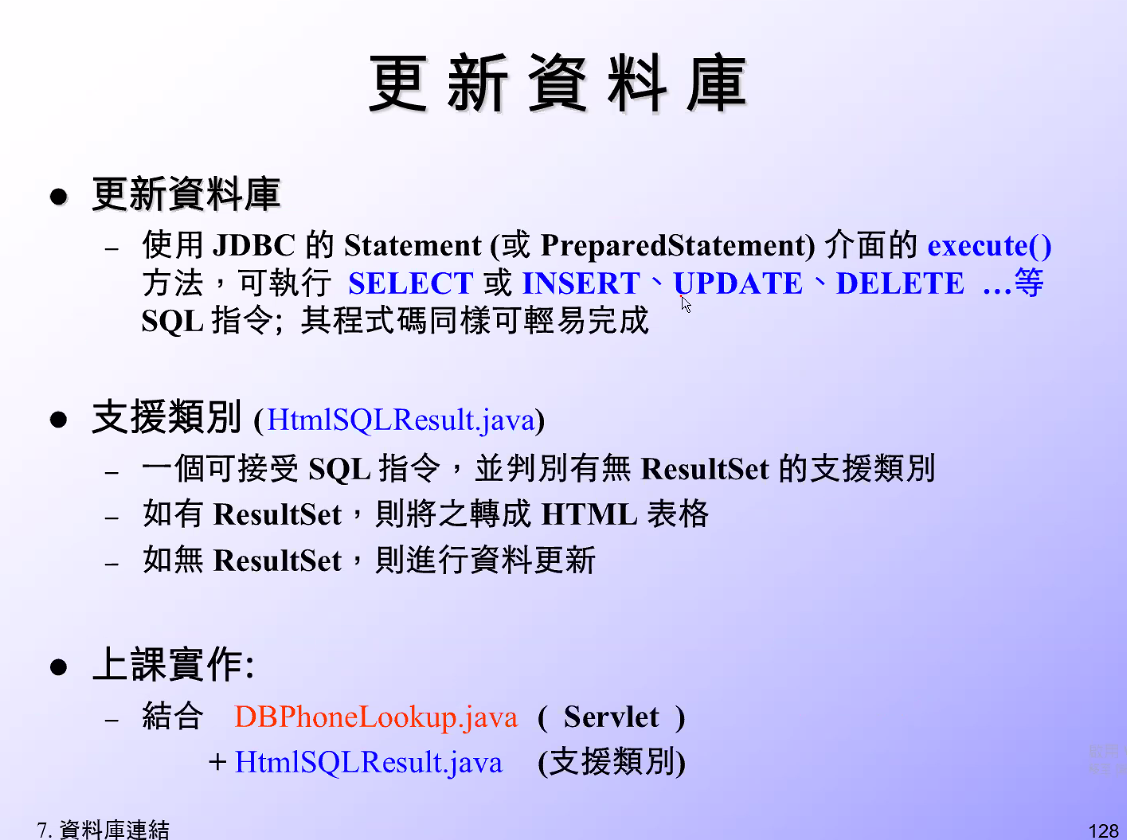 更新資料庫
● 更新資料庫
– 使用 JDBC 的 Statement (或 PreparedStatement) 介面的 execute()
方法，可執行 SELECT 或 INSERT、UPDATE、DELETE …等
SQL 指令; 其程式碼同樣可輕易完成
● 支援類別 (HtmlSQLResult.java)
– 一個可接受 SQL 指令，並判別有無 ResultSet 的支援類別
– 如有 ResultSet，則將之轉成 HTML 表格
– 如無 ResultSet，則進行資料更新
● 上課實作:
– 結合 DBPhoneLookup.java ( Servlet )
+ HtmlSQLResult.java (支援類別)
7. 資料庫連結
128